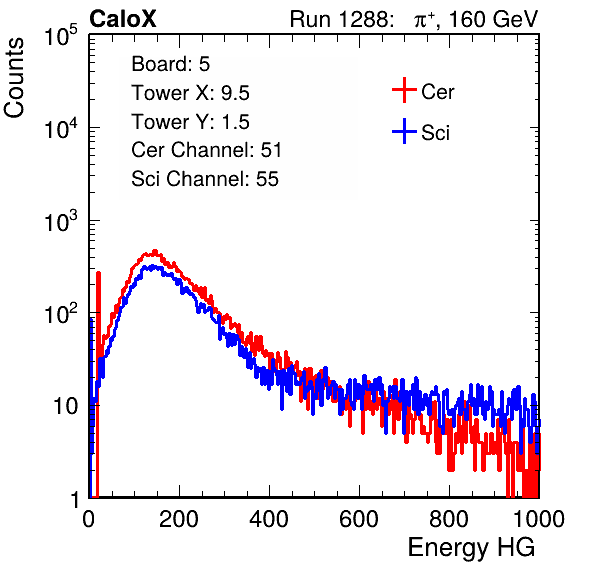 CaloX Run 1288: π⁺, 160 GeV
Counts
10⁵
10⁴
10³
10²
10
1
Board: 5
Tower X: 9.5
Tower Y: 1.5
Cer Channel: 51
Sci Channel: 55
Cer
Sci
0 200 400 600 800 1000
Energy HG